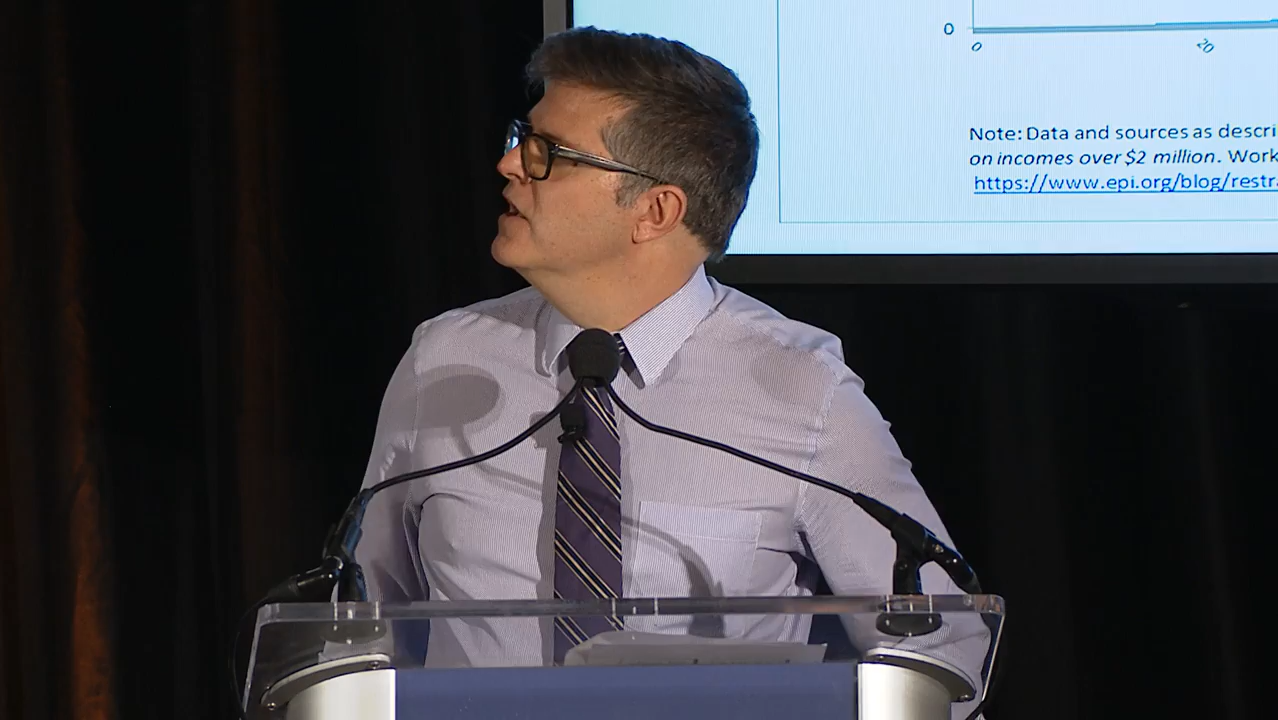 0
0
20
Note: Data and sources as descri
on incomes over $2 million. Work
https://www.epi.org/blog/restr